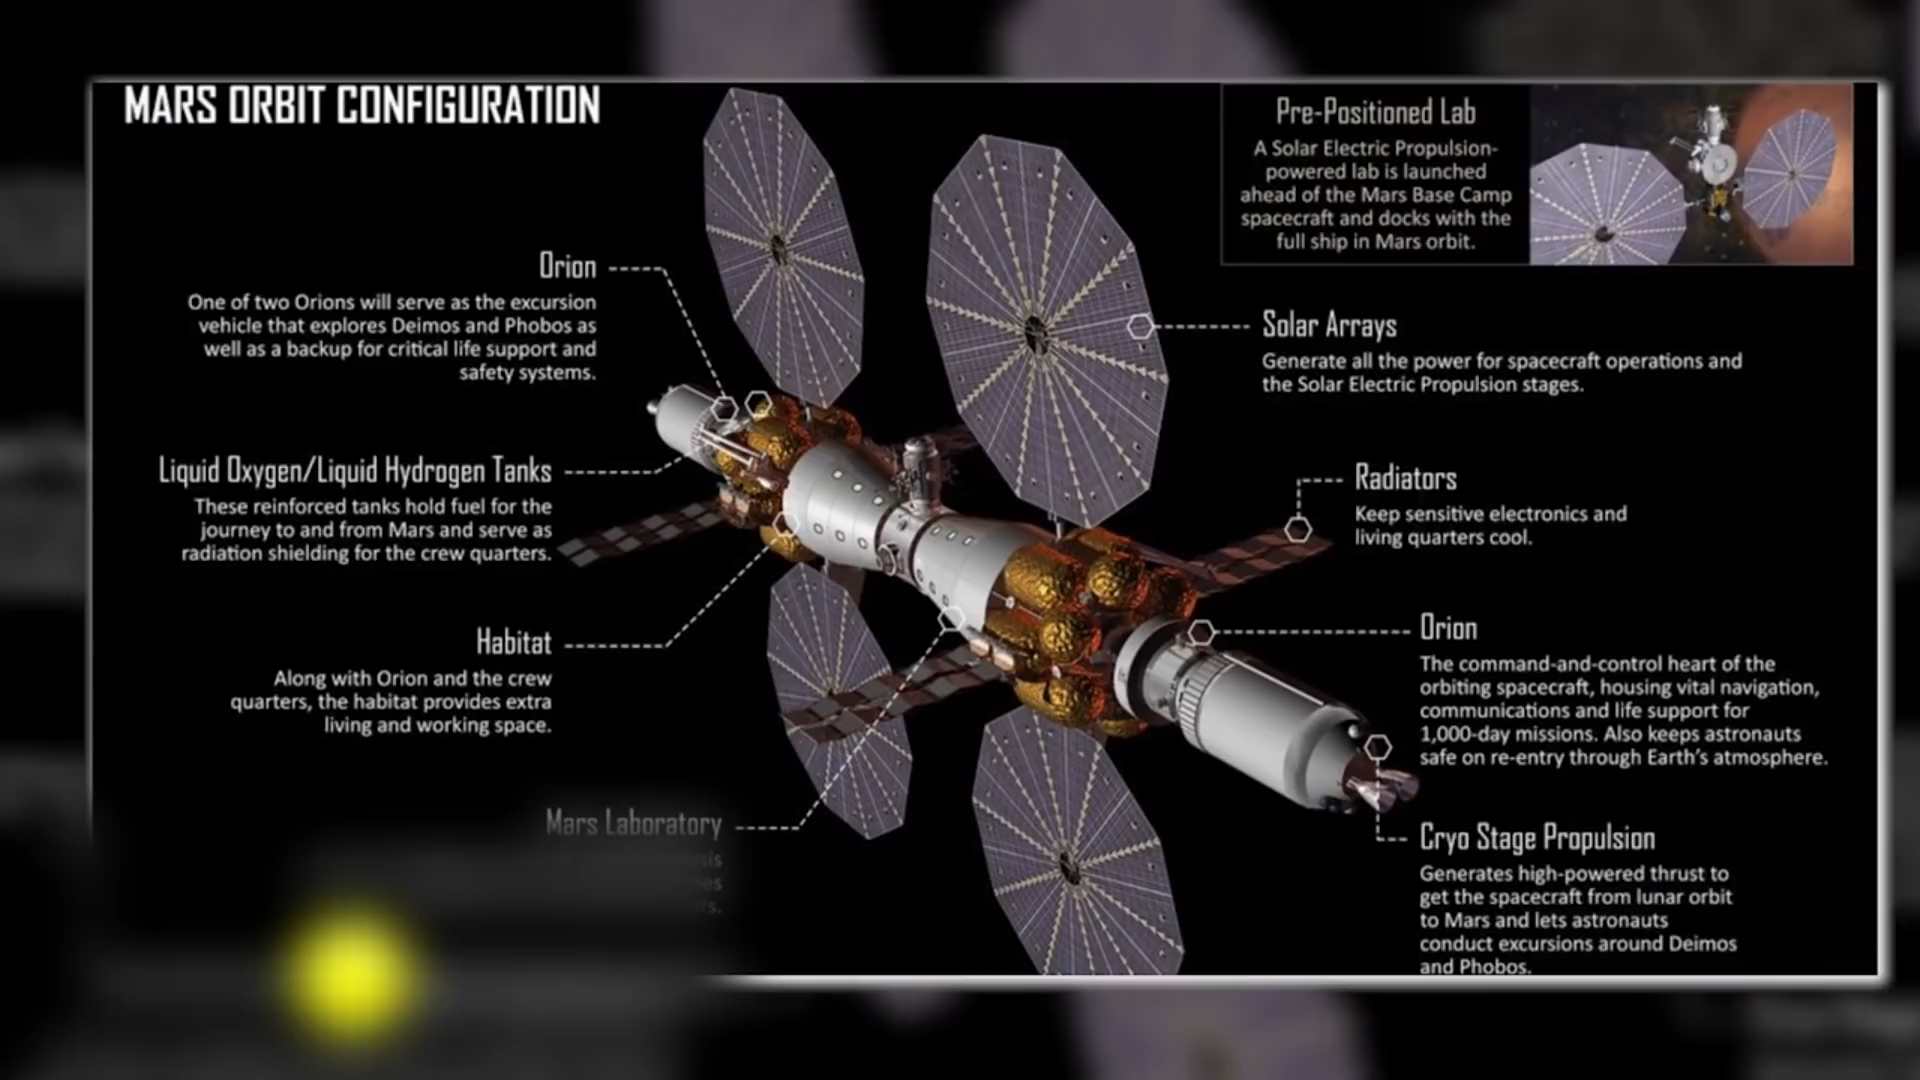 MARS ORBIT CONFIGURATION
Pre-Positioned Lab
A Solar Electric Propulsion-
powered lab is launched
ahead of the Mars Base Camp
spacecraft and docks with the
full ship in Mars orbit.
Orion
One of two Orions will serve as the excursion
vehicle that explores Deimos and Phobos as
well as a backup for critical life support and
safety systems.
Solar Arrays
Generate all the power for spacecraft operations and
the Solar Electric Propulsion stages.
Liquid Oxygen/Liquid Hydrogen Tanks
These reinforced tanks hold fuel for the
journey to and from Mars and serve as
radiation shielding for the crew quarters.
Radiators
Keep sensitive electronics and
living quarters cool.
Habitat
Along with Orion and the crew
quarters, the habitat provides extra
living and working space.
Orion
The command-and-control heart of the
orbiting spacecraft, housing vital navigation,
communications and life support for
1,000-day missions. Also keeps astronauts
safe on re-entry through Earth's atmosphere.
Mars Laboratory
Cryo Stage Propulsion
Generates high-powered thrust to
get the spacecraft from lunar orbit
to Mars and lets astronauts
conduct excursions around Deimos
and Phobos.